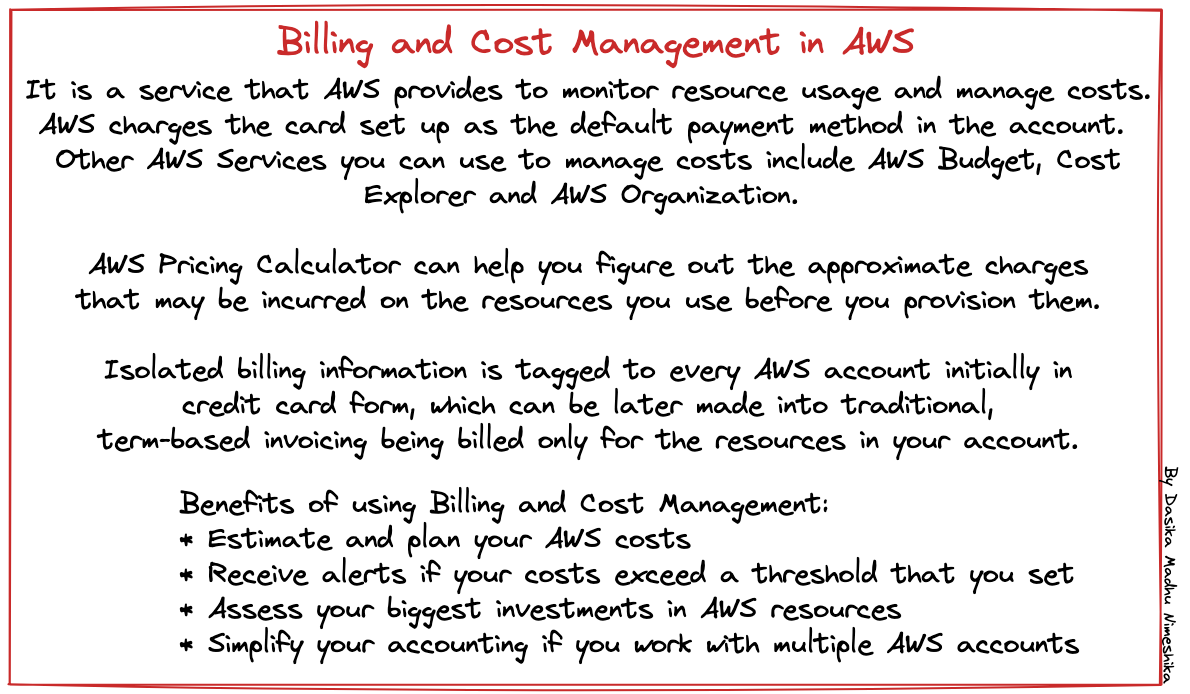 Billing and Cost Management in AWS
It is a service that AWS provides to monitor resource usage and manage costs.
AWS charges the card set up as the default payment method in the account.
Other AWS Services you can use to manage costs include AWS Budget, Cost
Explorer and AWS Organization.
AWS Pricing Calculator can help you figure out the approximate charges
that may be incurred on the resources you use before you provision them.
Isolated billing information is tagged to every AWS account initially in
credit card form, which can be later made into traditional,
term-based invoicing being billed only for the resources in your account.
Benefits of using Billing and Cost Management:
* Estimate and plan your AWS costs
* Receive alerts if your costs exceed a threshold that you set
* Assess your biggest investments in AWS resources
* Simplify your accounting if you work with multiple AWS accounts
By Dasika Madhu Nimeshika